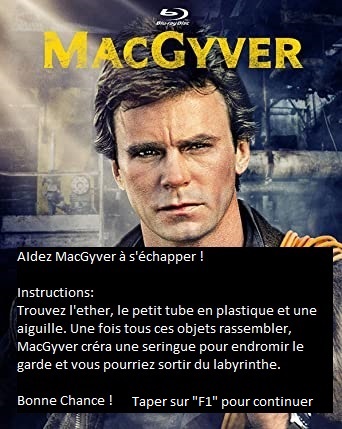 Blu-ray Disc
MACGYVER
AIdez MacGyver à s'échapper !
Instructions:
Trouvez l'ether, le petit tube en plastique et une
aiguille. Une fois tous ces objets rassembler,
MacGyver créra une seringue pour endromir le
garde et vous pourriez sortir du labyrinthe.
Bonne Chance ! Taper sur "F1" pour continuer